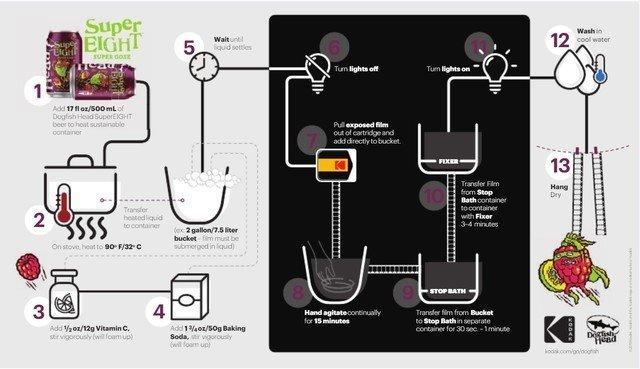 Super
EIGHT
SUPER GOSE
1
Add 17 fl oz/500 mL of
Dogfish Head SuperEIGHT
beer to heat sustainable
container
2
On stove, heat to 90° F/32° C
Transfer
heated liquid
to container
(ex. 2 gallon/7.5 liter
bucket - film must be
submerged in liquid)
3
Add 1/2 oz/12g Vitamin C,
stir vigorously (will foam up)
4
Add 1 3/4 oz/50g Baking
Soda, stir vigorously
(will foam up)
5
Wait until
liquid settles
6
Turn lights off
7
Pull exposed film
out of cartridge and
add directly to bucket.
8
Hand agitate continually
for 15 minutes
9
STOP BATH
Transfer film from Bucket
to Stop Bath in separate
container for 30 sec. - 1 minute
10
Transfer Film
from Stop
Bath container
to container
with Fixer
3-4 minutes
FIXER
11
Turn lights on
12
Wash in
cool water
13
Hang
Dry
KODAK
Dogfish
Head
kodak.com/go/dogfish